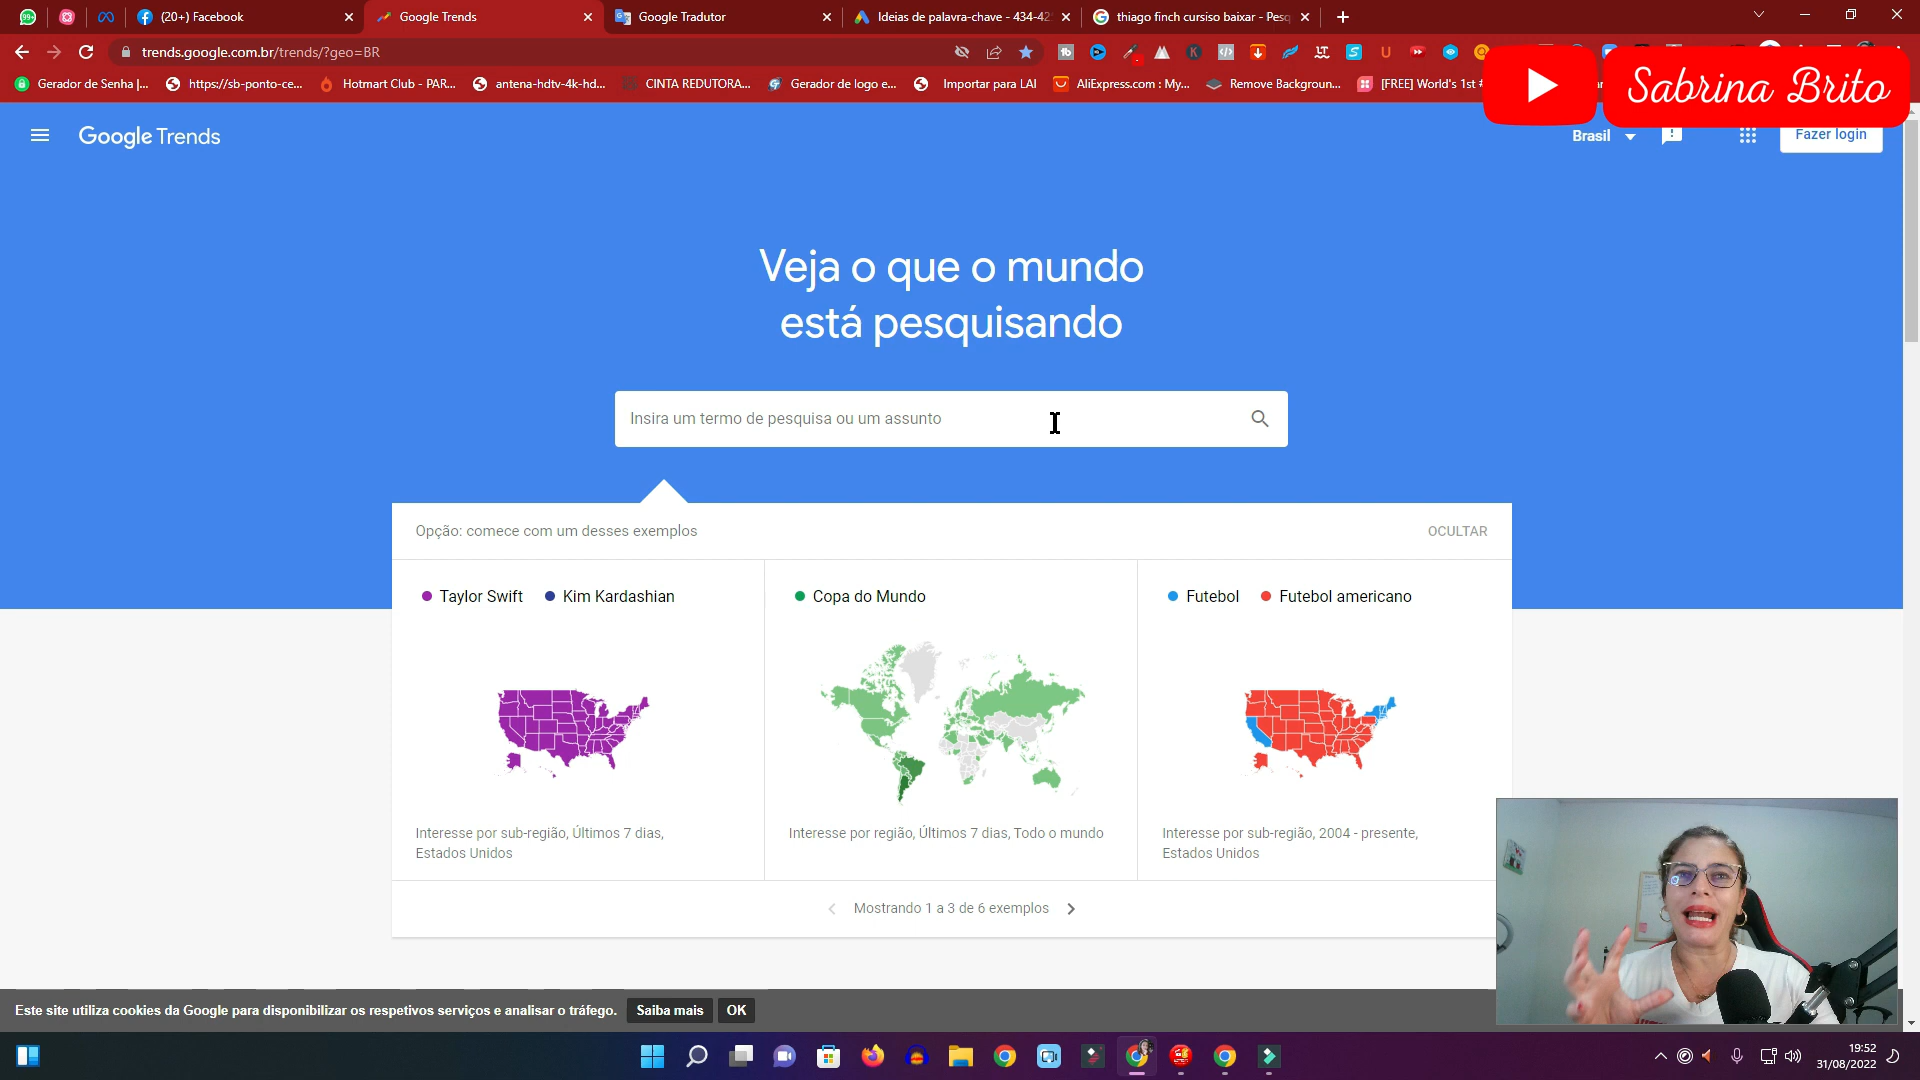 (20+) Facebook
Google Trends
Google Tradutor
Ideias de palavra-chave - 434-42
thiago finch cursiso baixar - Pesq
trends.google.com.br/trends/?geo=BR
Gerador de Senha |...
https://sb-ponto-ce...
Hotmart Club - PAR...
antena-hdtv-4k-hd...
CINTA REDUTORA...
Gerador de logo e...
Importar para LAI
AliExpress.com : My...
Remove Backgroun...
[FREE] World's 1st
Sabrina Brito
Google Trends
Brasil
Fazer login
Veja o que o mundo
está pesquisando
Insira um termo de pesquisa ou um assunto
Opção: comece com um desses exemplos
OCULTAR
Taylor Swift
Kim Kardashian
Copa do Mundo
Futebol
Futebol americano
Interesse por sub-região, Últimos 7 dias,
Estados Unidos
Interesse por região, Últimos 7 dias, Todo o mundo
Interesse por sub-região, 2004 - presente,
Estados Unidos
Mostrando 1 a 3 de 6 exemplos
Este site utiliza cookies da Google para disponibilizar os respetivos serviços e analisar o tráfego.
Saiba mais
OK
19:52
31/08/2022